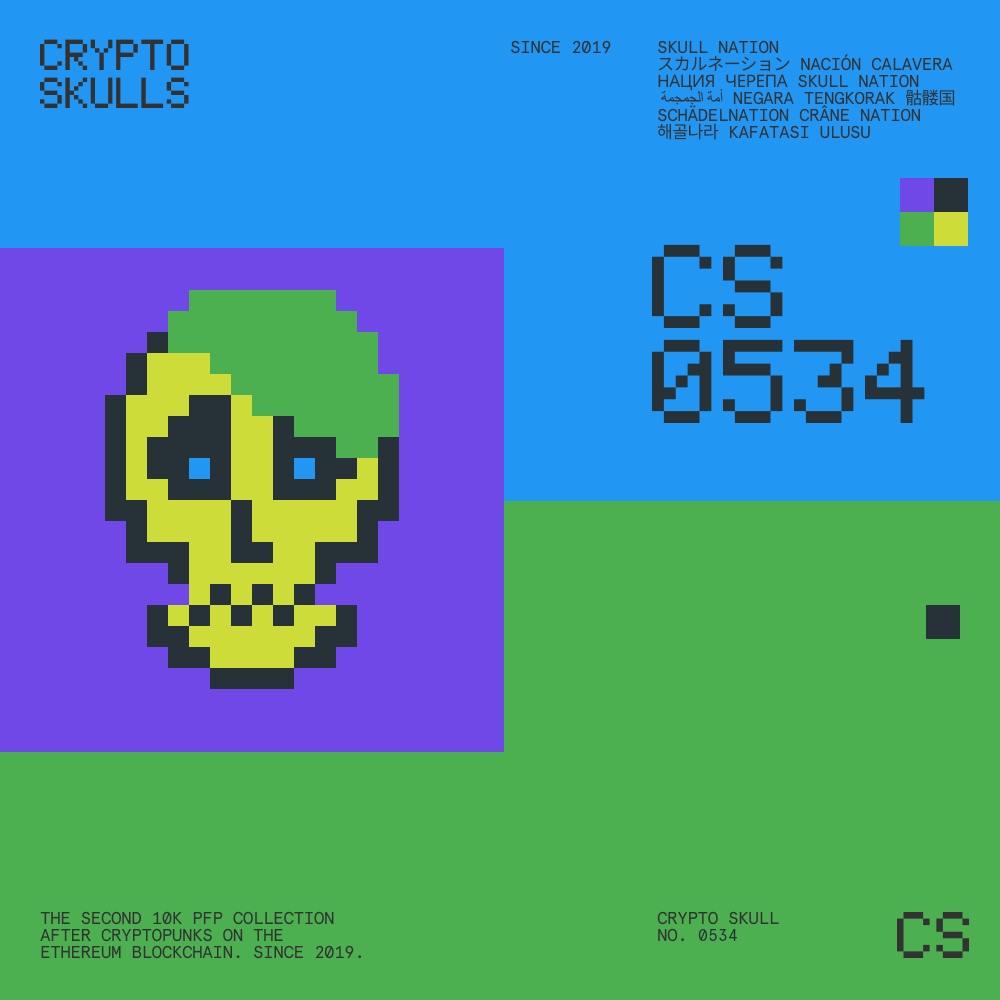 CRYPTO
SKULLS
SINCE 2019
SKULL NATION
スカルネーション NACIÓN CALAVERA
НАЦИЯ ЧЕРЕПА SKULL NATION
أمة الجمجمة NEGARA TENGKORAK 骷髅国
SCHÄDELNATION CRÂNE NATION
해골나라 KAFATASI ULUSU
CS
0534
THE SECOND 10K PFP COLLECTION
AFTER CRYPTOPUNKS ON THE
ETHEREUM BLOCKCHAIN. SINCE 2019.
CRYPTO SKULL
NO. 0534
CS